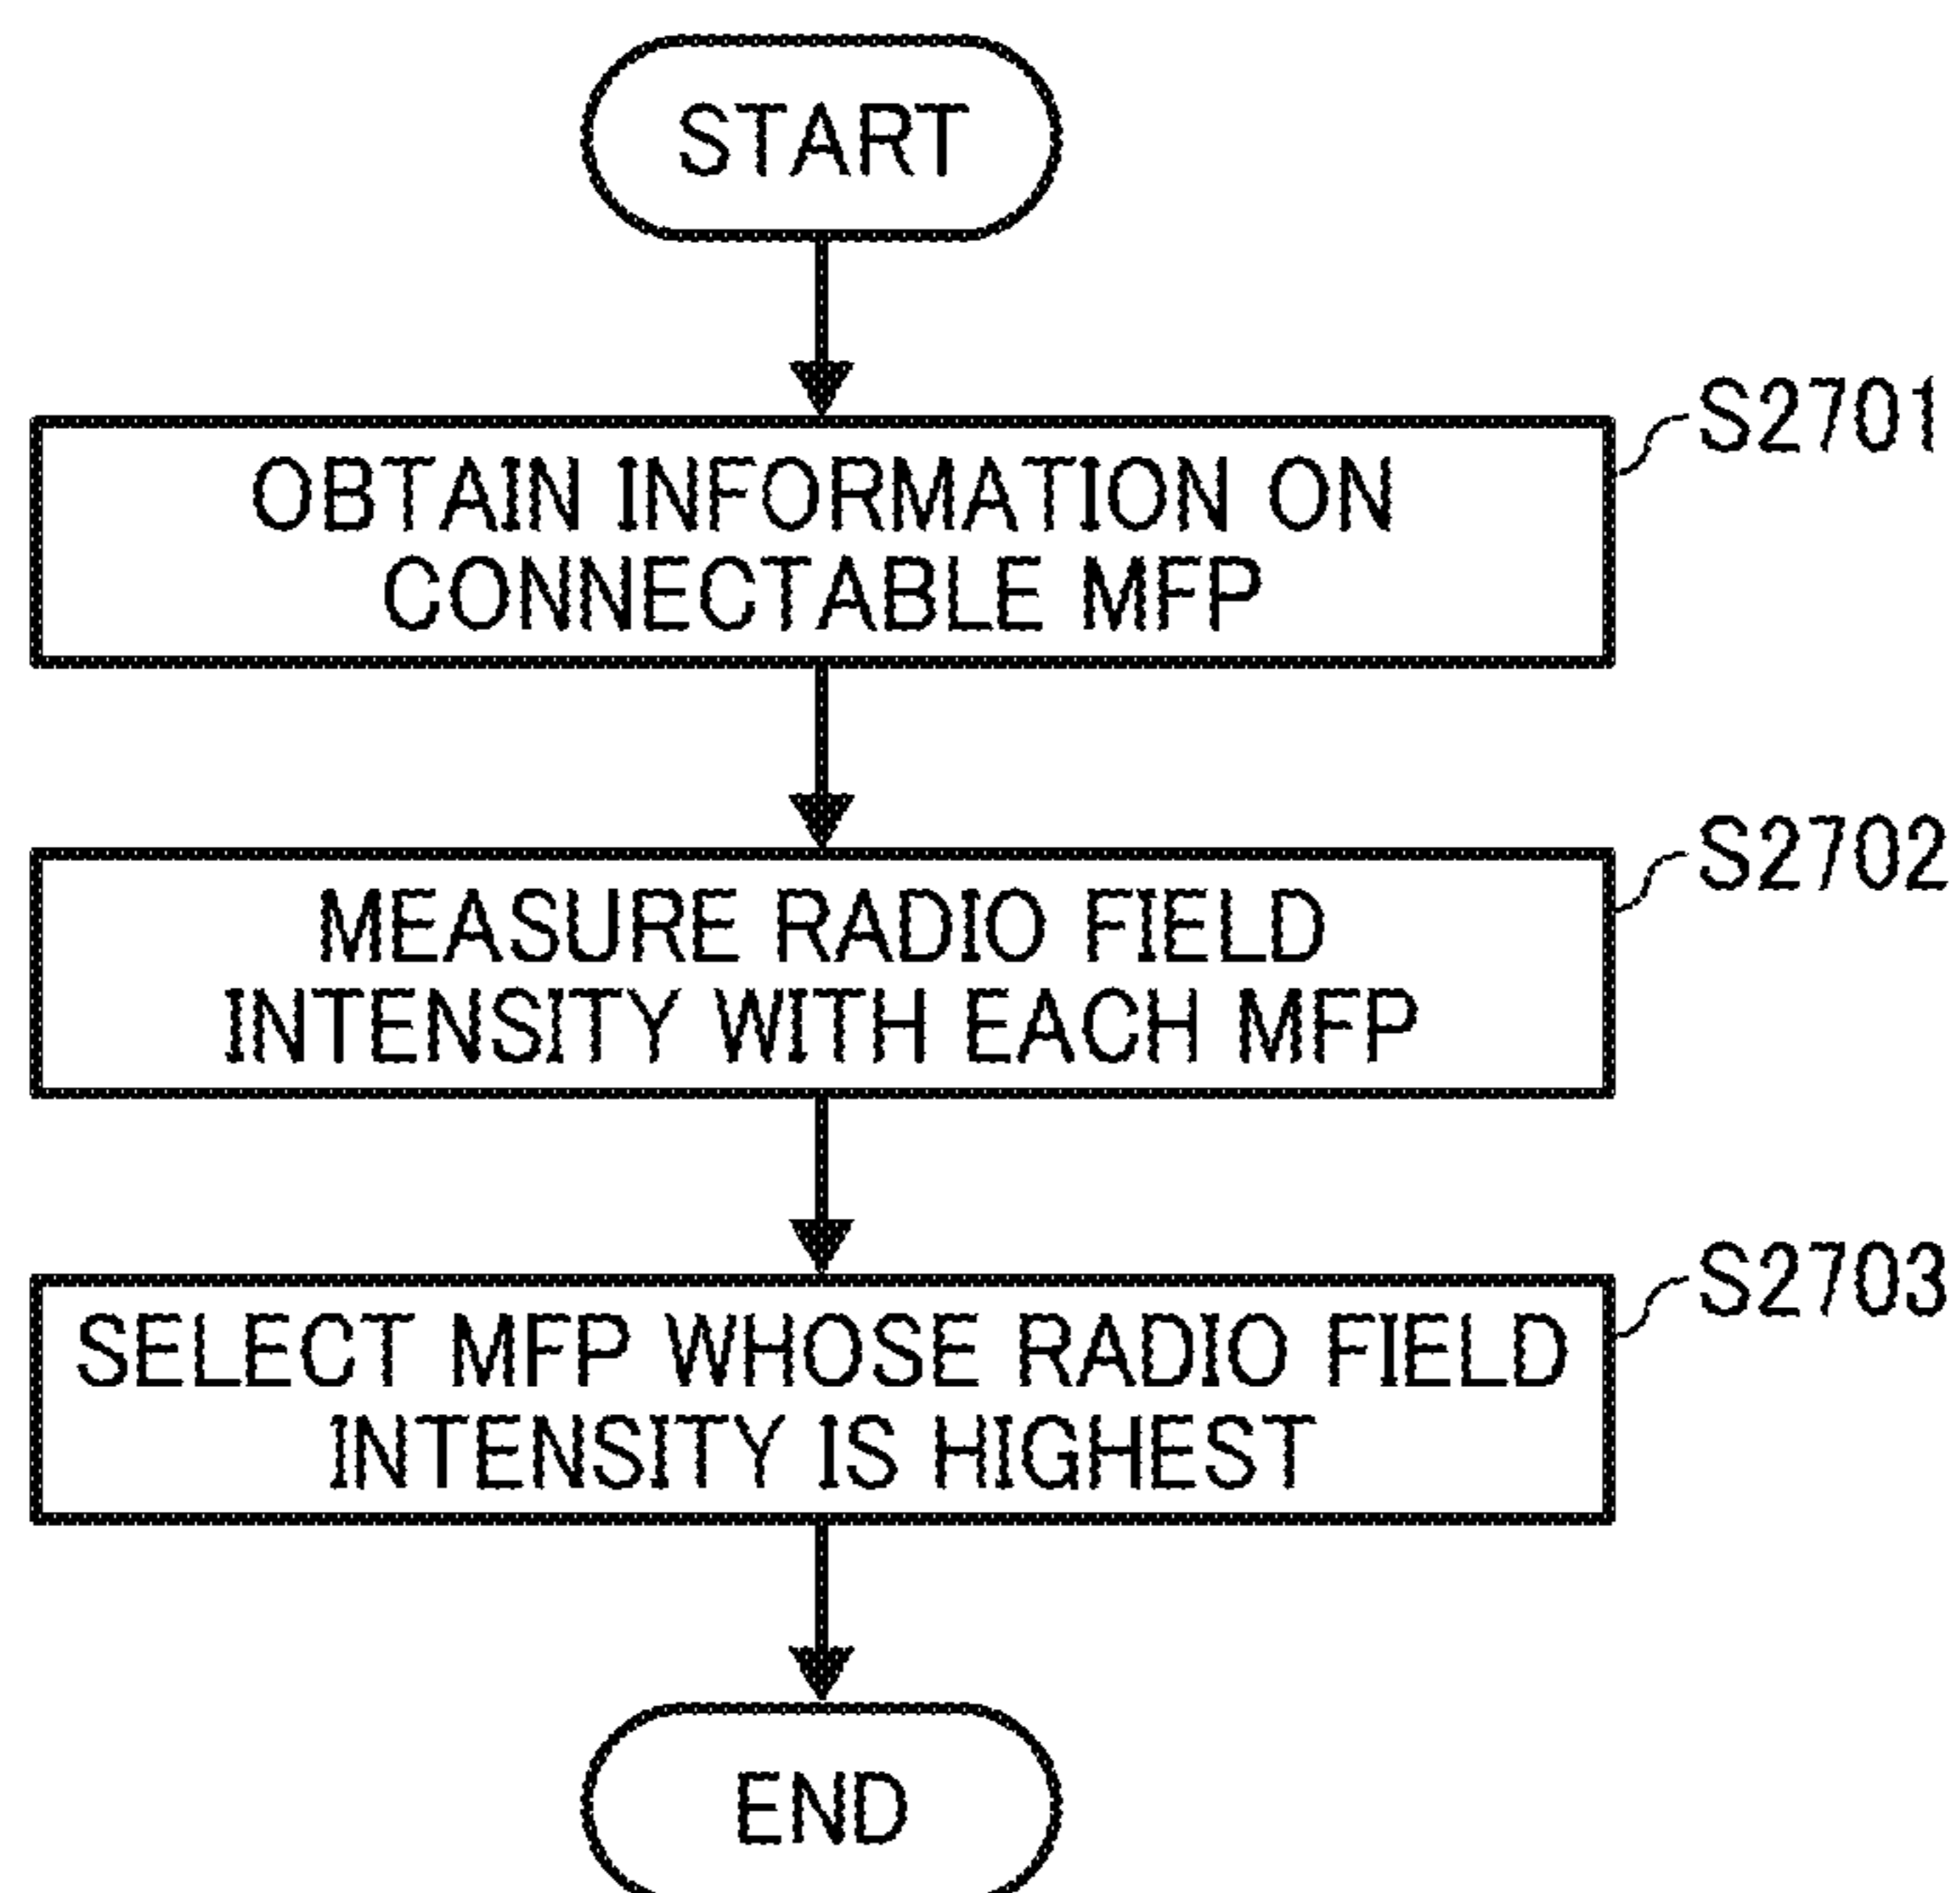 START
S2701
OBTAIN INFORMATION ON
CONNECTABLE MFP
S2702
MEASURE RADIO FIELD
INTENSITY WITH EACH MFP
S2703
SELECT MFP WHOSE RADIO FIELD
INTENSITY IS HIGHEST
END